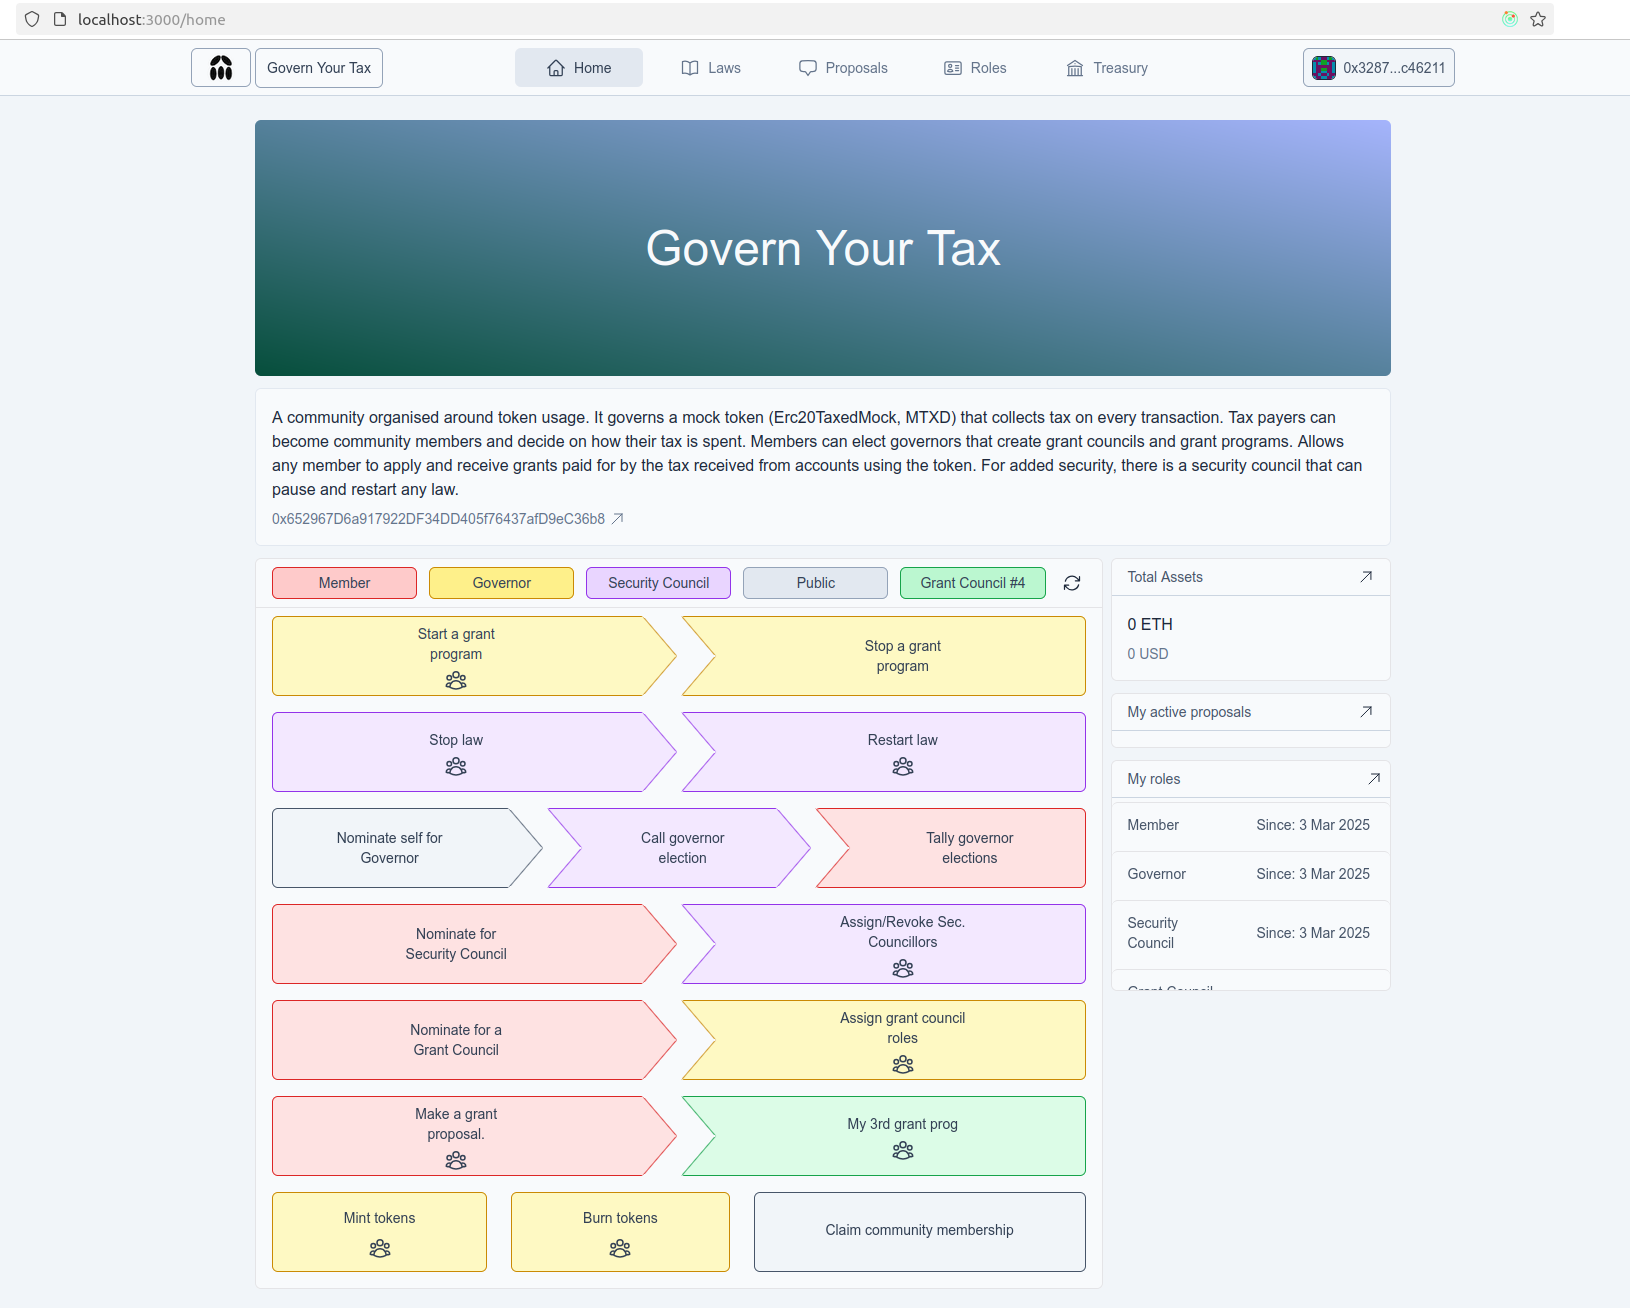 localhost:3000/home
Govern Your Tax
Home
Laws
Proposals
Roles
Treasury
0x3287...c46211
Govern Your Tax
A community organised around token usage. It governs a mock token (Erc20TaxedMock, MTXD) that collects tax on every transaction. Tax payers can
become community members and decide on how their tax is spent. Members can elect governors that create grant councils and grant programs. Allows
any member to apply and receive grants paid for by the tax received from accounts using the token. For added security, there is a security council that can
pause and restart any law.
0x652967D6a917922DF34DD405f76437afD9eC36b8
Member
Governor
Security Council
Public
Grant Council #4
Start a grant
program
Stop a grant
program
Stop law
Restart law
Nominate self for
Governor
Call governor
election
Tally governor
elections
Nominate for
Security Council
Assign/Revoke Sec.
Councillors
Nominate for a
Grant Council
Assign grant council
roles
Make a grant
proposal.
My 3rd grant prog
Mint tokens
Burn tokens
Claim community membership
Total Assets
0 ETH
0 USD
My active proposals
My roles
Member
Since: 3 Mar 2025
Governor
Since: 3 Mar 2025
Security
Council
Since: 3 Mar 2025
Grant Council